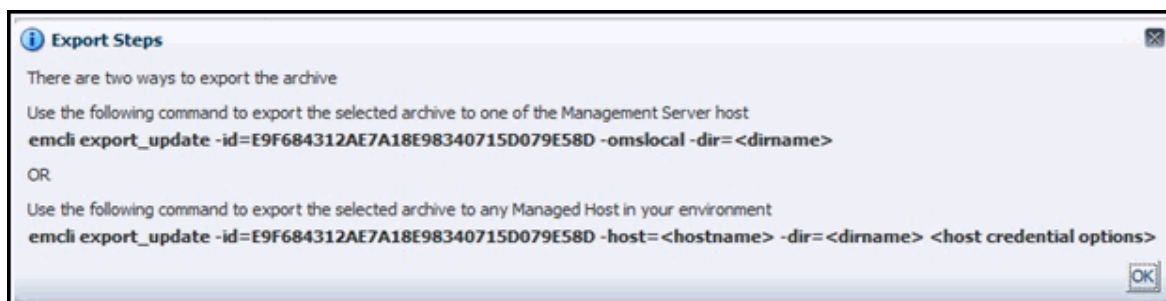 Export Steps
There are two ways to export the archive
Use the following command to export the selected archive to one of the Management Server host
emcli export_update -id=E9F684312AE7A18E98340715D079E58D -omslocal -dir=<dirname>
OR
Use the following command to export the selected archive to any Managed Host in your environment
emcli export_update -id=E9F684312AE7A18E98340715D079E58D -host=<hostname> -dir=<dirname> <host credential options>
OK